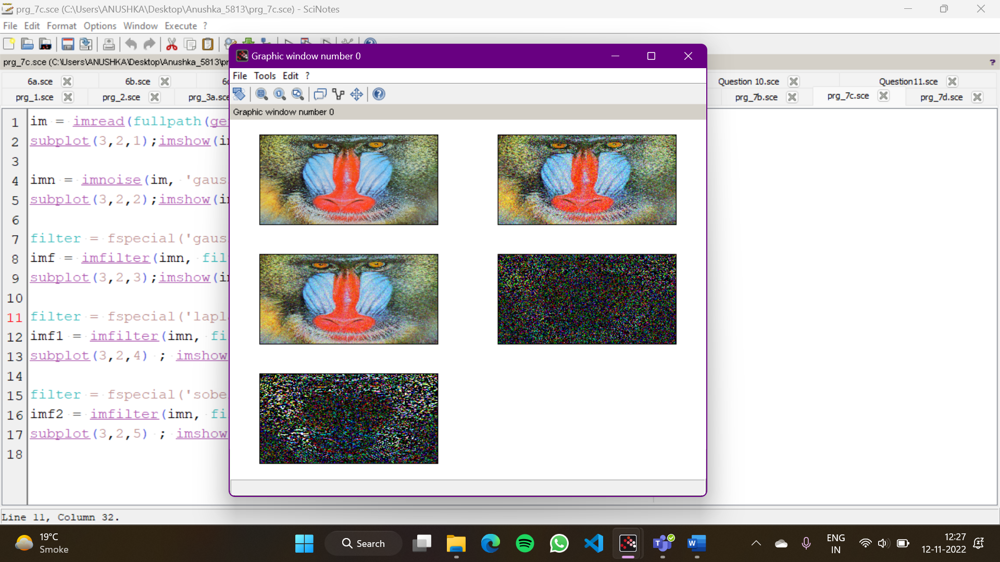 prg_7c.sce (C:\Users\ANUSHKA\Desktop\Anushka_5813\prg_7c.sce) - SciNotes
File Edit Format Options Window Execute ?
prg_7c.sce (C:\Users\ANUSHKA\Desktop\Anushka_5813\pr
?
6a.sce 6b.sce 6 Question 10.sce Question11.sce
prg_1.sce prg_2.sce prg_3a.sce prg_7b.sce prg_7c.sce prg_7d.sce
Graphic window number 0
File Tools Edit ?
Graphic window number 0
1 im = imread(fullpath(ge
2 subplot(3,2,1);imshow(i
3
4 imn = imnoise(im, 'gaus
5 subplot(3,2,2);imshow(i
6
7 filter = fspecial('gaus
8 imf = imfilter(imn, fil
9 subplot(3,2,3);imshow(i
10
11 filter = fspecial('lapl
12 imf1 = imfilter(imn, fi
13 subplot(3,2,4) ; imshow
14
15 filter = fspecial('sobe
16 imf2 = imfilter(imn, fi
17 subplot(3,2,5) ; imshow
18
Line 11, Column 32.
19°C
Smoke
Search
ENG
IN
12:27
12-11-2022